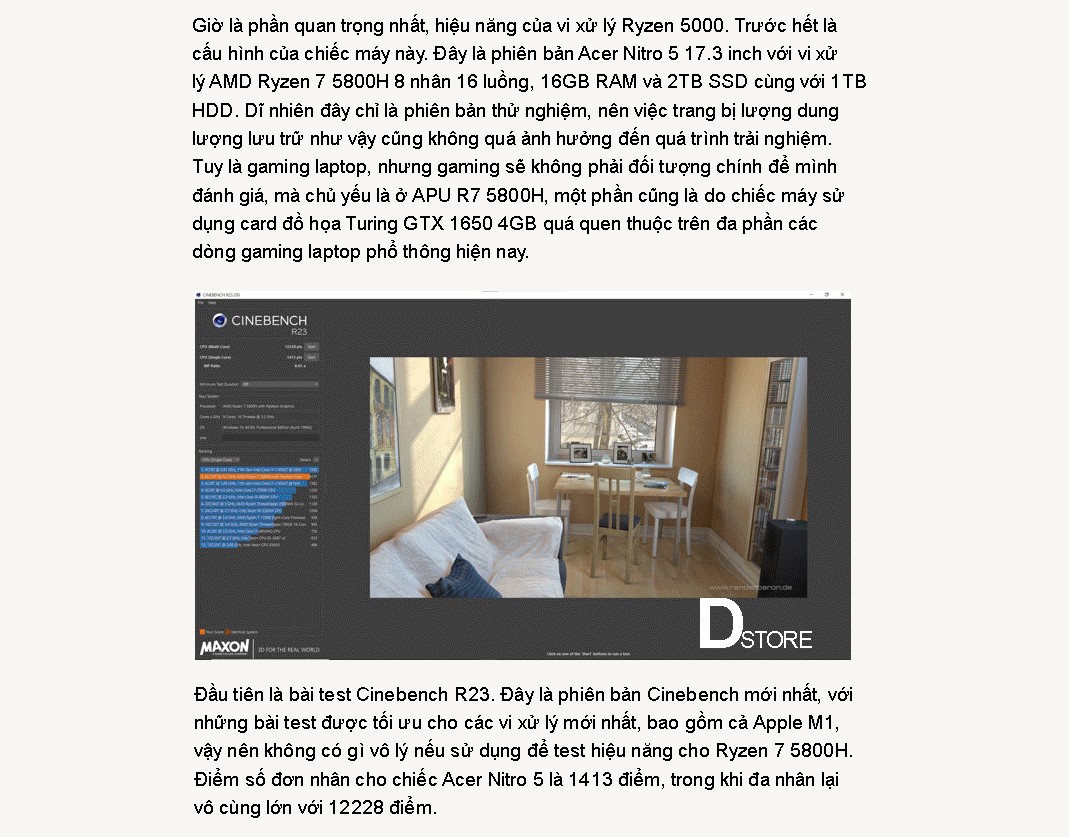 Giờ là phần quan trọng nhất, hiệu năng của vi xử lý Ryzen 5000. Trước hết là
cấu hình của chiếc máy này. Đây là phiên bản Acer Nitro 5 17.3 inch với vi xử
lý AMD Ryzen 7 5800H 8 nhân 16 luồng, 16GB RAM và 2TB SSD cùng với 1TB
HDD. Dĩ nhiên đây chỉ là phiên bản thử nghiệm, nên việc trang bị lượng dung
lượng lưu trữ như vậy cũng không quá ảnh hưởng đến quá trình trải nghiệm.
Tuy là gaming laptop, nhưng gaming sẽ không phải đối tượng chính để mình
đánh giá, mà chủ yếu là ở APU R7 5800H, một phần cũng là do chiếc máy sử
dụng card đồ họa Turing GTX 1650 4GB quá quen thuộc trên đa phần các
dòng gaming laptop phổ thông hiện nay.
File Help
CINEBENCH
R23
CPU (Multi Core) 12228 pts Start
CPU (Single Core) 1413 pts Start
MP Ratio 8.65 x
Minimum Test Duration Off
Your System
Processor AMD Ryzen 7 5800H with Radeon Graphics
Cores x GHz 8 Cores, 16 Threads @ 3.2 GHz
OS
Info
Ranking
CPU (Single Core) Details
www.renderbaron.de
Your Score Identical System
MAXON 3D FOR THE REAL WORLD
Click on one of the 'Start' buttons to run a test.
DSTORE
Đầu tiên là bài test Cinebench R23. Đây là phiên bản Cinebench mới nhất, với
những bài test được tối ưu cho các vi xử lý mới nhất, bao gồm cả Apple M1,
vậy nên không có gì vô lý nếu sử dụng để test hiệu năng cho Ryzen 7 5800H.
Điểm số đơn nhân cho chiếc Acer Nitro 5 là 1413 điểm, trong khi đa nhân lại
vô cùng lớn với 12228 điểm.